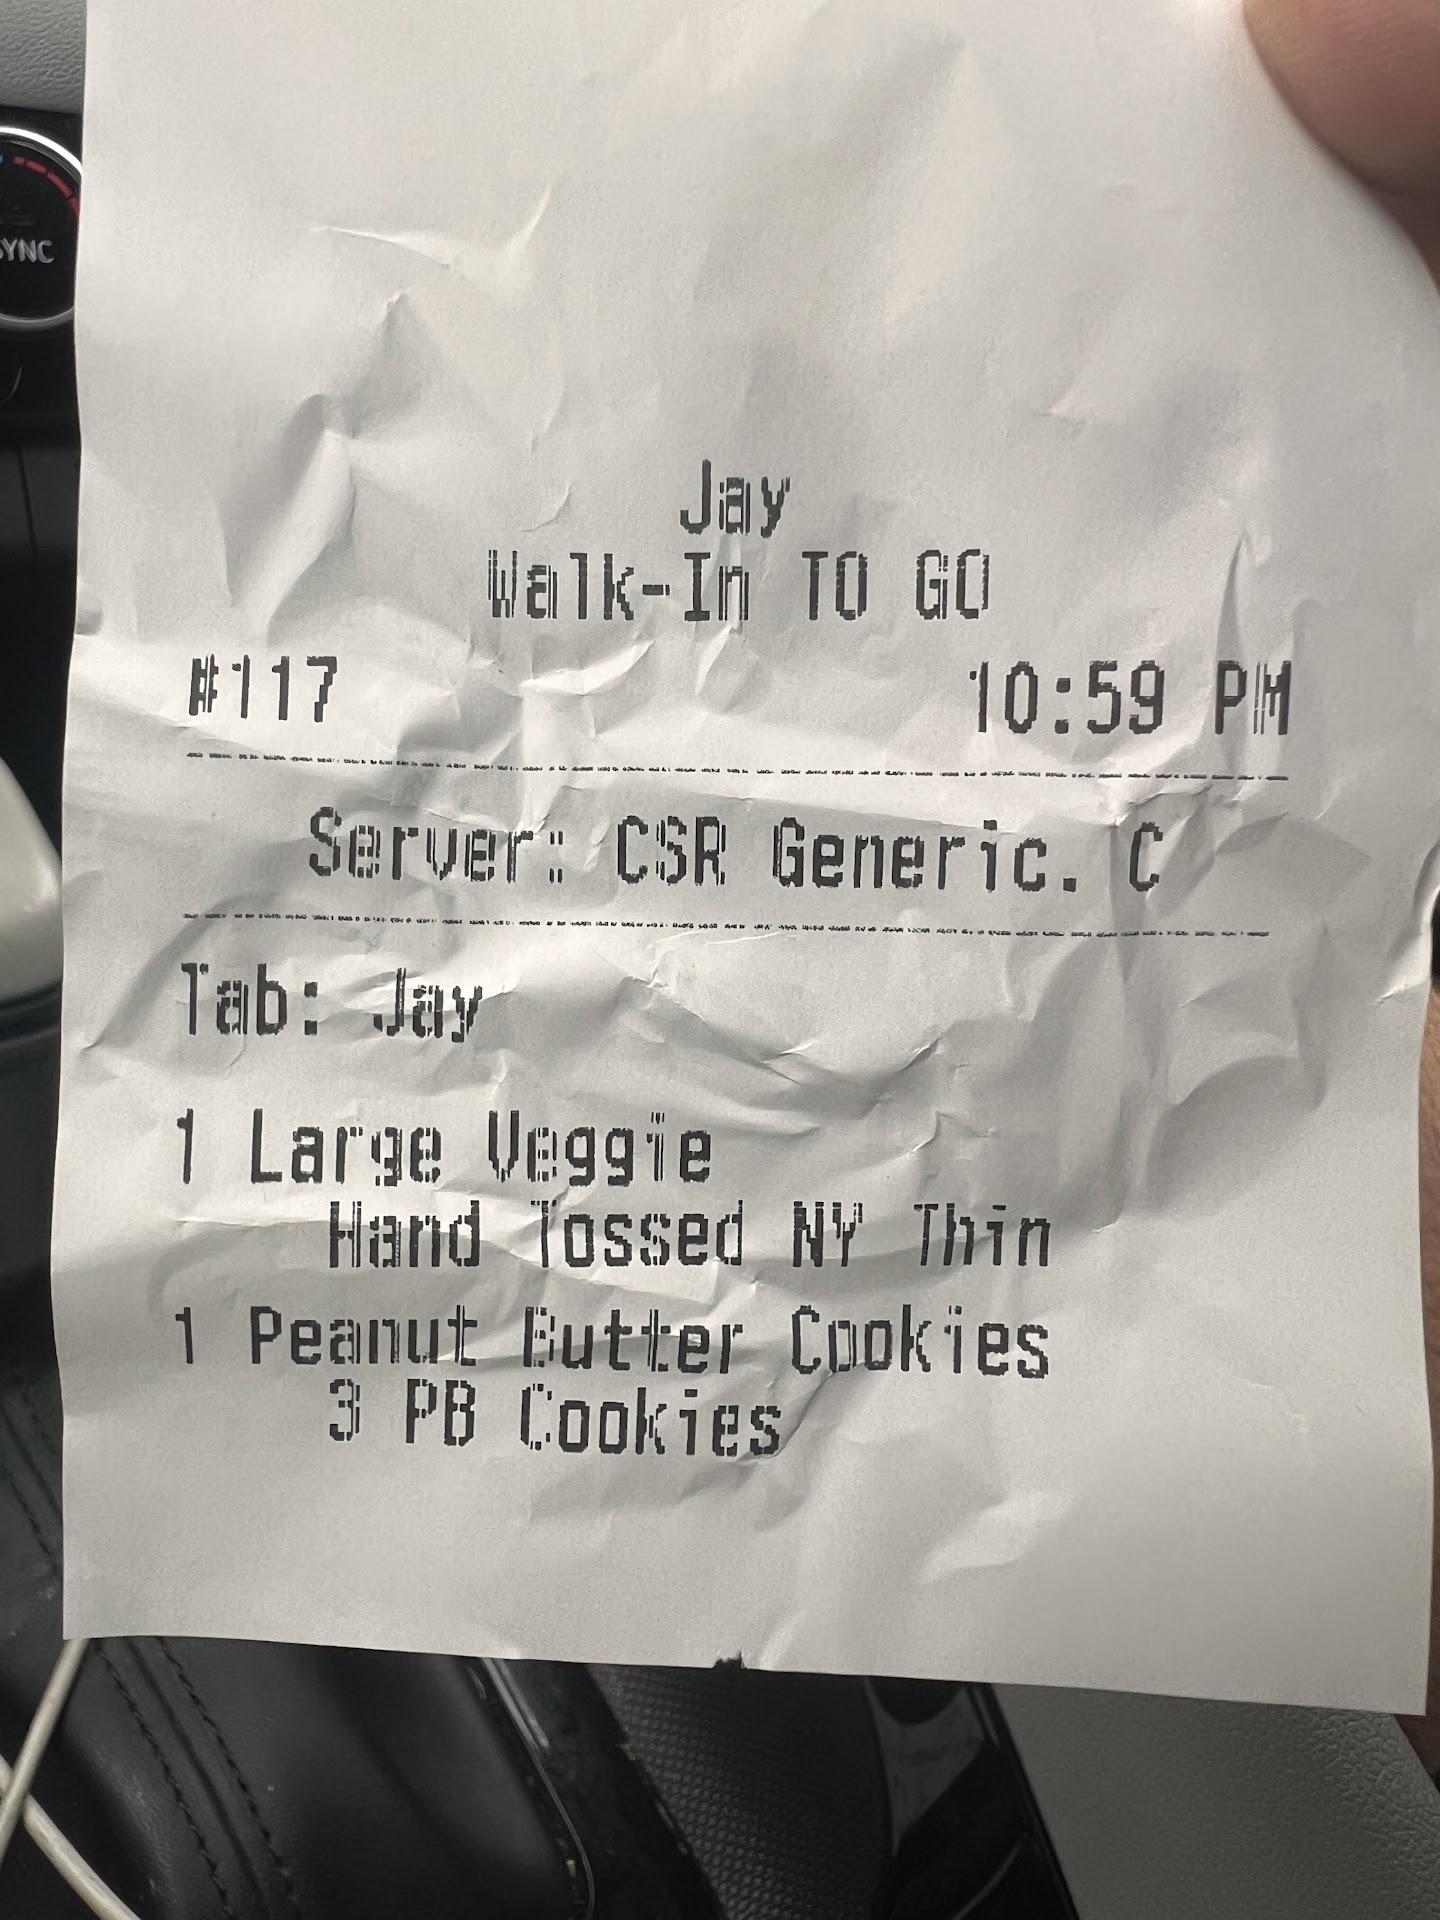 SYNC
Jay
Walk-In TO GO
#117 10:59 PM
Server: CSR Generic. C
Tab: Jay
1 Large Veggie
Hand Tossed NY Thin
1 Peanut Butter Cookies
3 PB Cookies